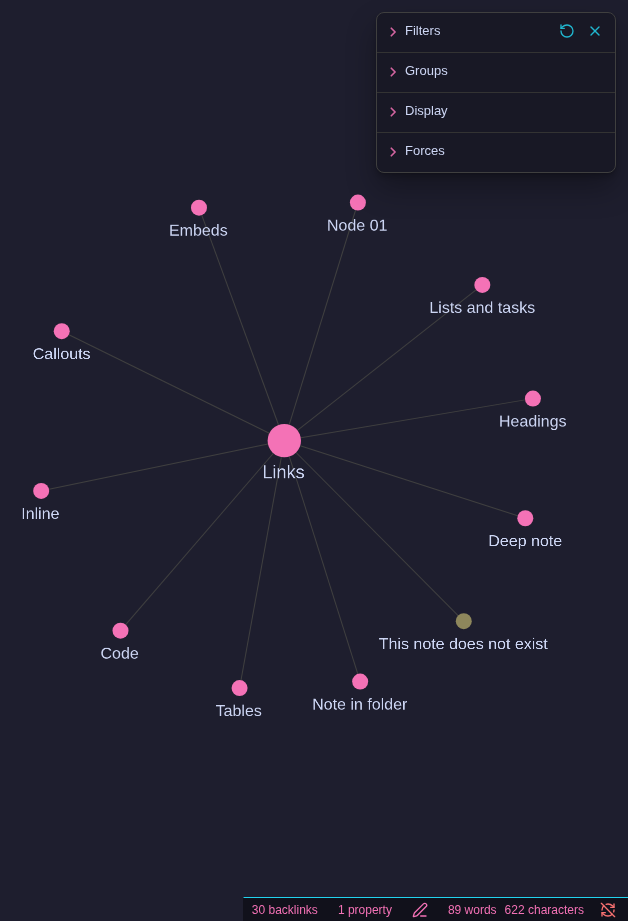 Filters
Groups
Display
Forces
Embeds
Node 01
Lists and tasks
Callouts
Headings
Links
Inline
Deep note
This note does not exist
Code
Note in folder
Tables
30 backlinks 1 property 89 words 622 characters